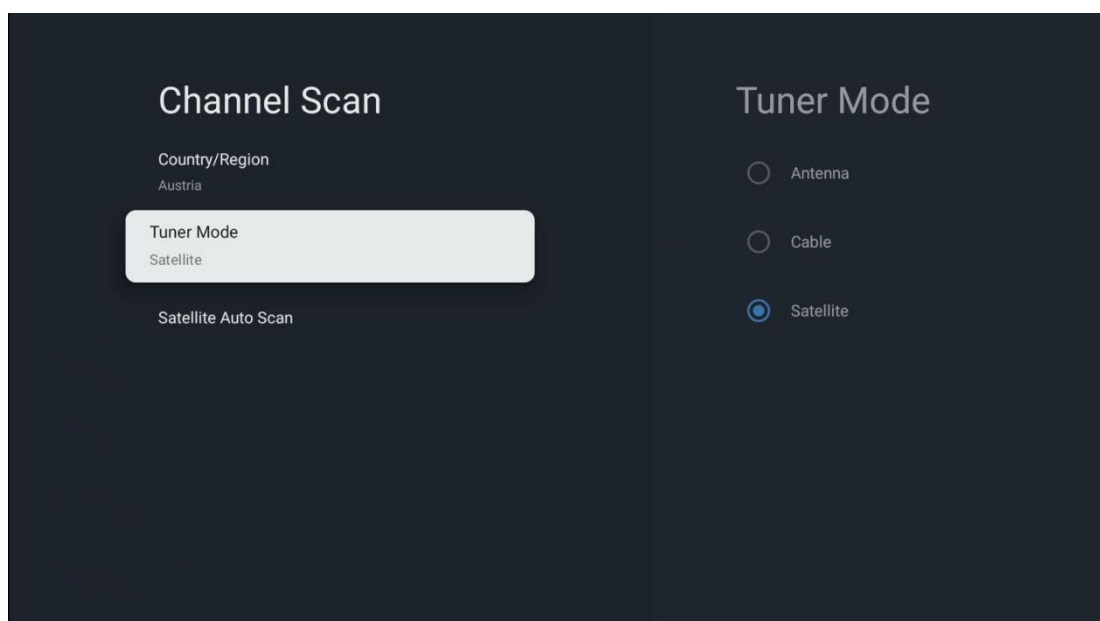 Channel Scan
Country/Region
Austria
Tuner Mode
Satellite
Satellite Auto Scan
Tuner Mode
Antenna
Cable
Satellite